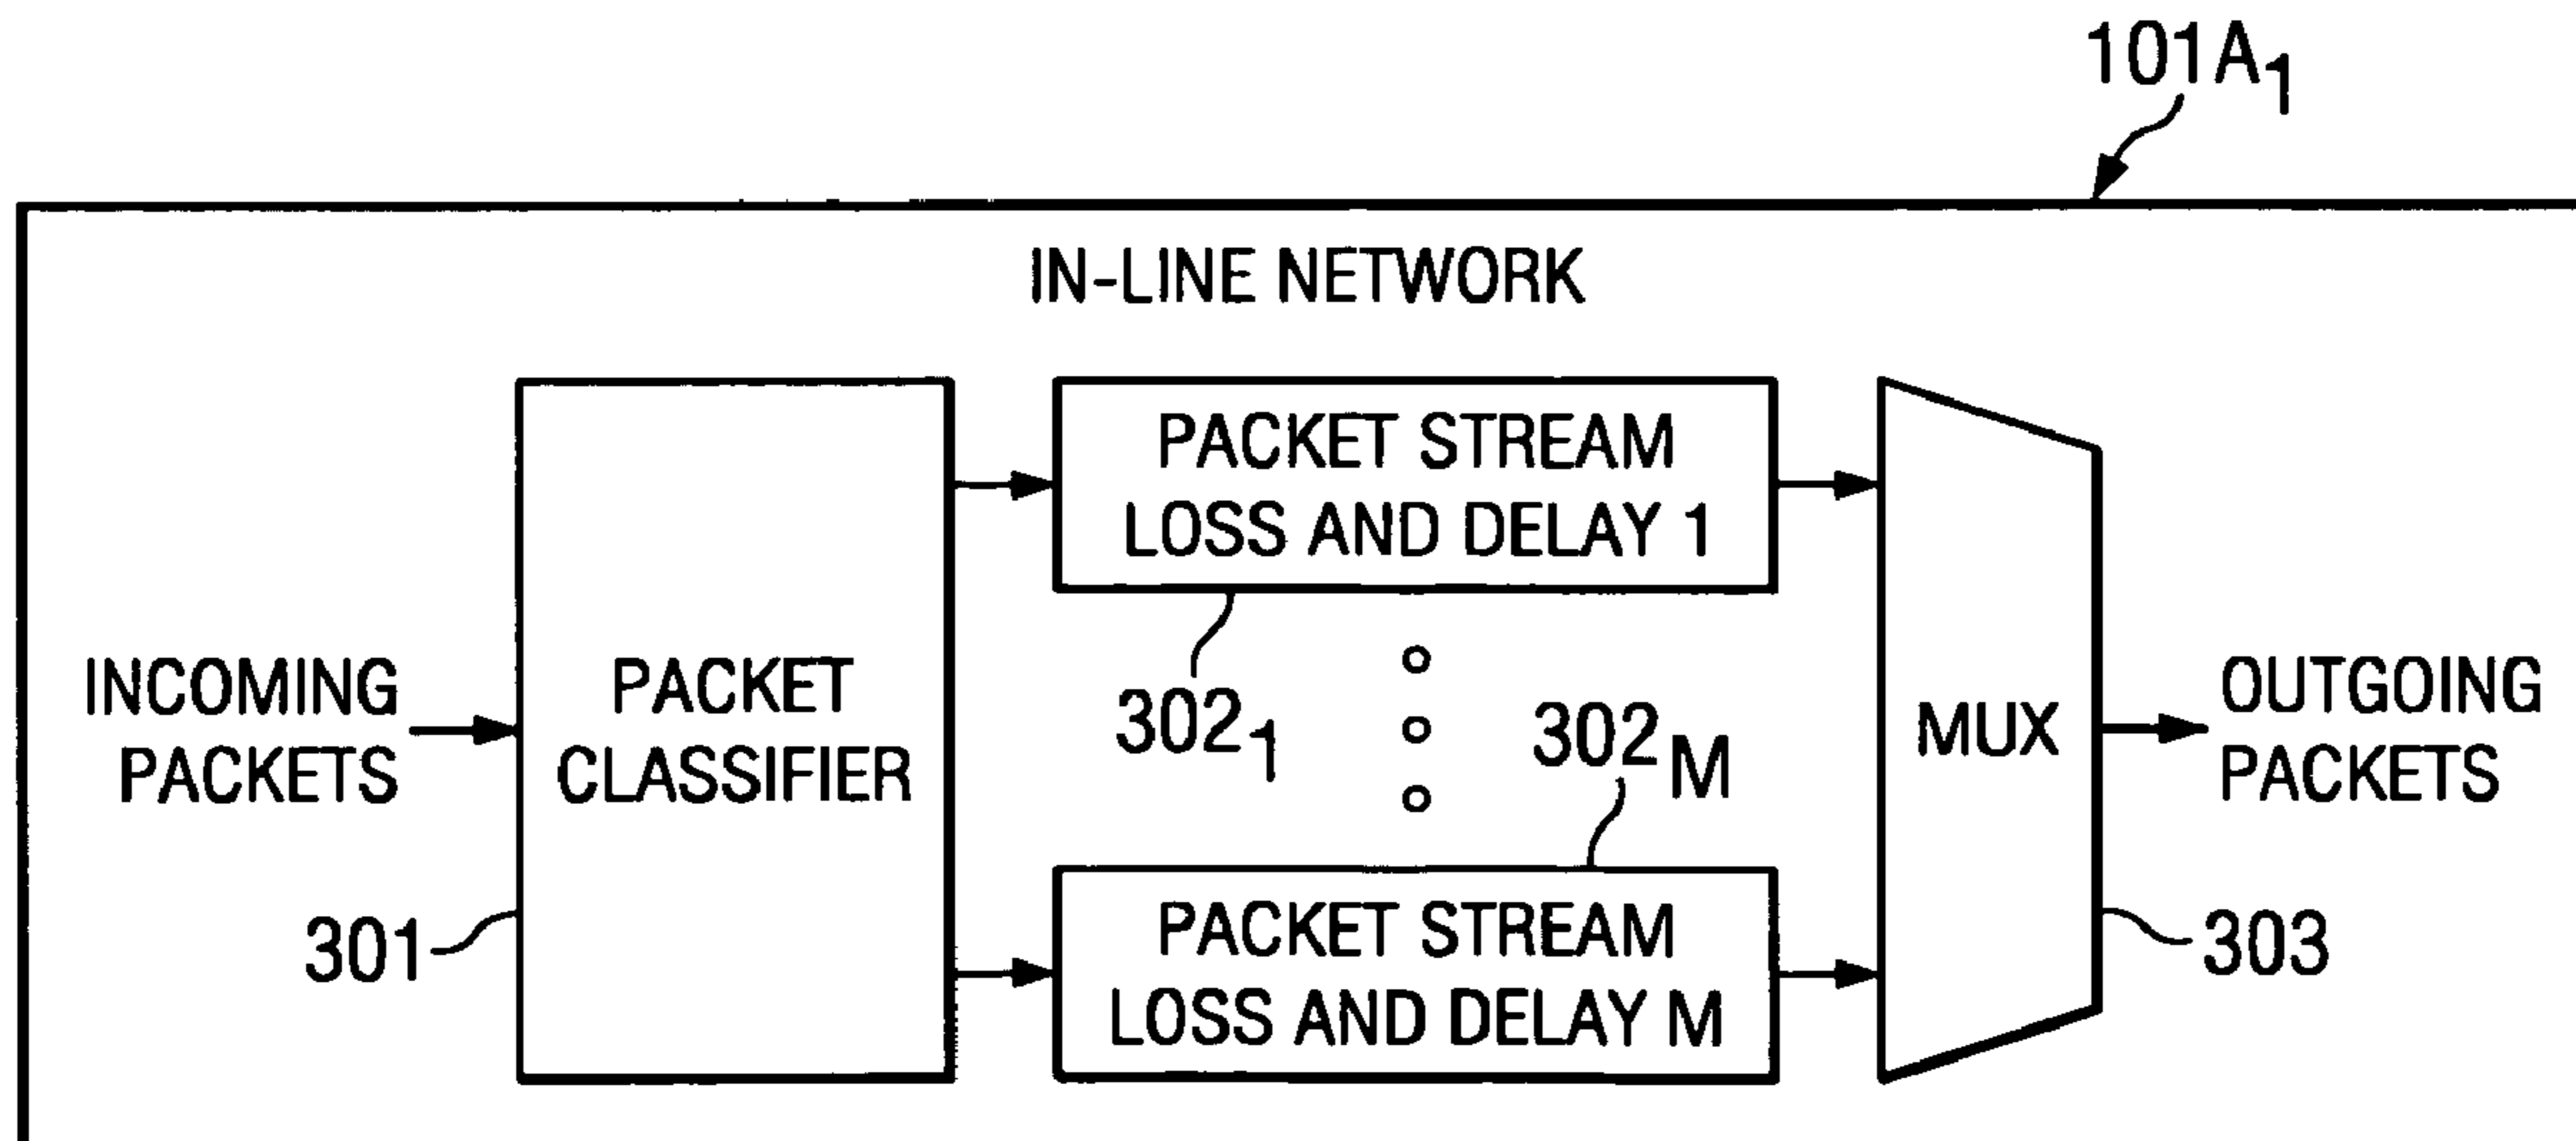 101A₁
IN-LINE NETWORK
INCOMING
PACKETS
PACKET
CLASSIFIER
301
PACKET STREAM
LOSS AND DELAY 1
302₁
302M
PACKET STREAM
LOSS AND DELAY M
MUX
303
OUTGOING
PACKETS